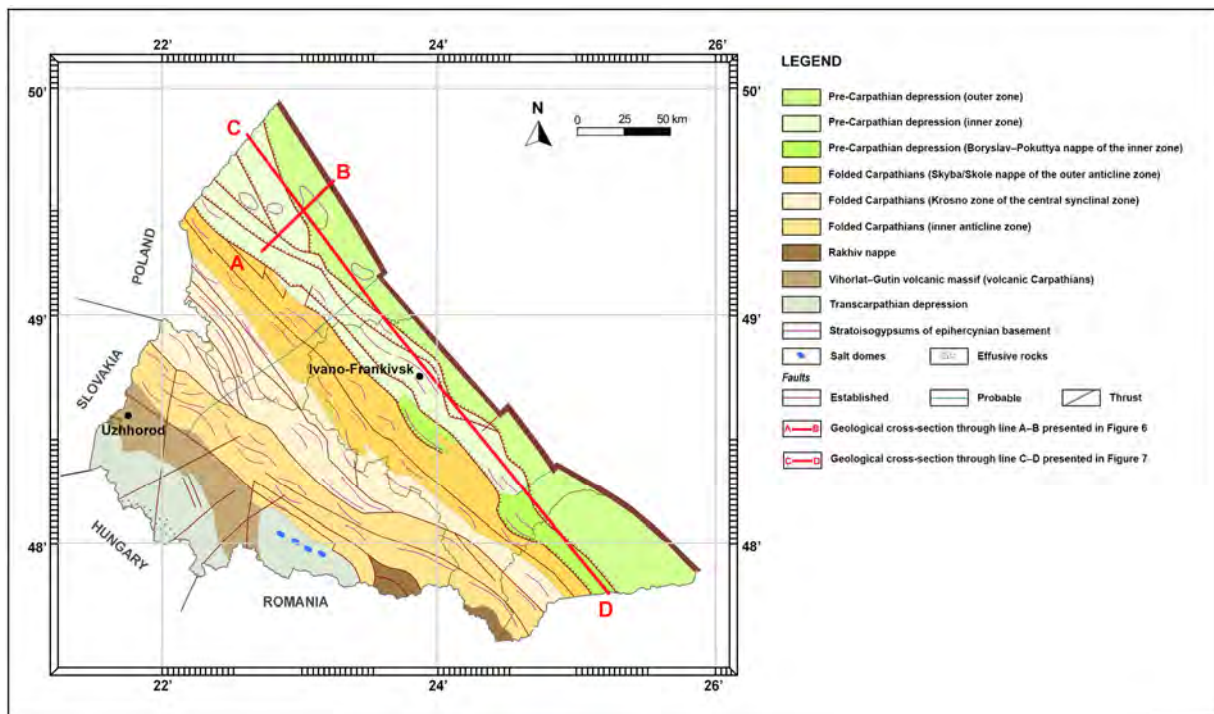 22' 24' 26'
50' 50'
49' 49'
48' 48'
22' 24' 26'
N
0 25 50 km
C
B
A
D
POLAND
SLOVAKIA
HUNGARY
ROMANIA
Ivano-Frankivsk
Uzhhorod
LEGEND
Pre-Carpathian depression (outer zone)
Pre-Carpathian depression (inner zone)
Pre-Carpathian depression (Boryslav–Pokuttya nappe of the inner zone)
Folded Carpathians (Skyba/Skole nappe of the outer anticline zone)
Folded Carpathians (Krosno zone of the central synclinal zone)
Folded Carpathians (inner anticline zone)
Rakhiv nappe
Vihorlat–Gutin volcanic massif (volcanic Carpathians)
Transcarpathian depression
Stratoisogypsums of epihercynian basement
Salt domes Effusive rocks
Faults
Established Probable Thrust
A B Geological cross-section through line A–B presented in Figure 6
C D Geological cross-section through line C–D presented in Figure 7